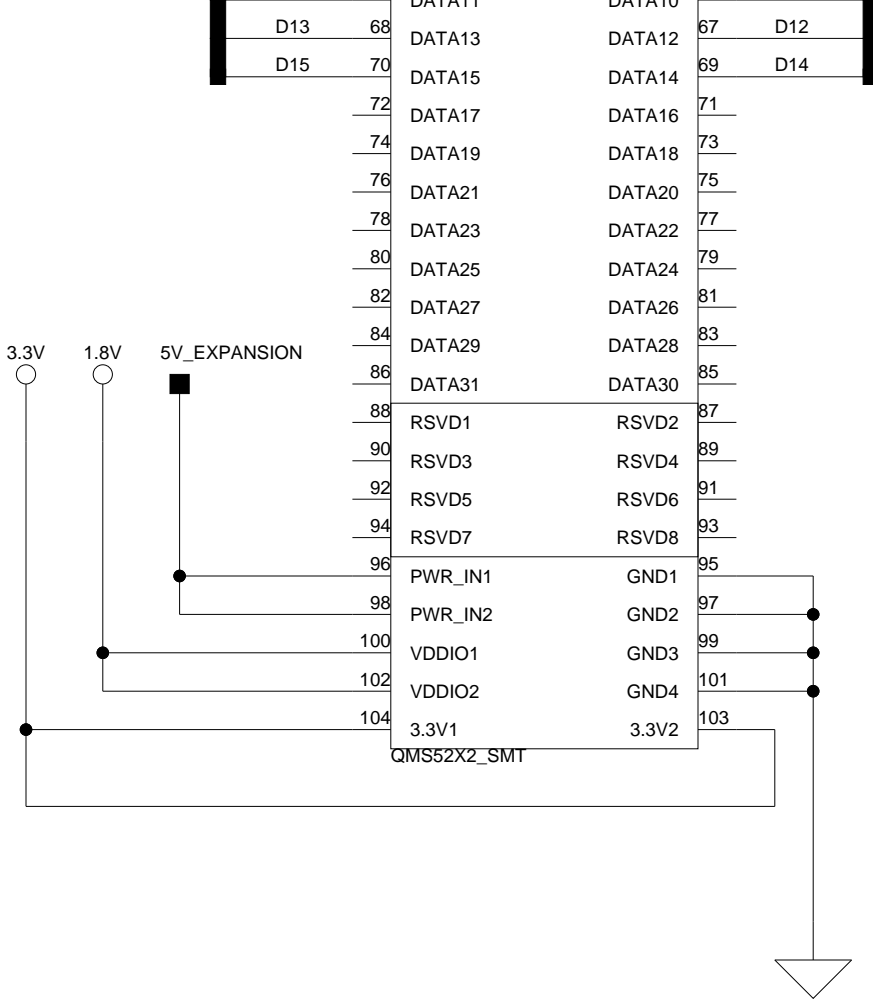 DATA11 DATA10
D13 68 DATA13 DATA12 67 D12
D15 70 DATA15 DATA14 69 D14
72 DATA17 DATA16 71
74 DATA19 DATA18 73
76 DATA21 DATA20 75
78 DATA23 DATA22 77
80 DATA25 DATA24 79
82 DATA27 DATA26 81
84 DATA29 DATA28 83
3.3V 1.8V 5V_EXPANSION
86 DATA31 DATA30 85
88 RSVD1 RSVD2 87
90 RSVD3 RSVD4 89
92 RSVD5 RSVD6 91
94 RSVD7 RSVD8 93
96 PWR_IN1 GND1 95
98 PWR_IN2 GND2 97
100 VDDIO1 GND3 99
102 VDDIO2 GND4 101
104 3.3V1 3.3V2 103
QMS52X2_SMT